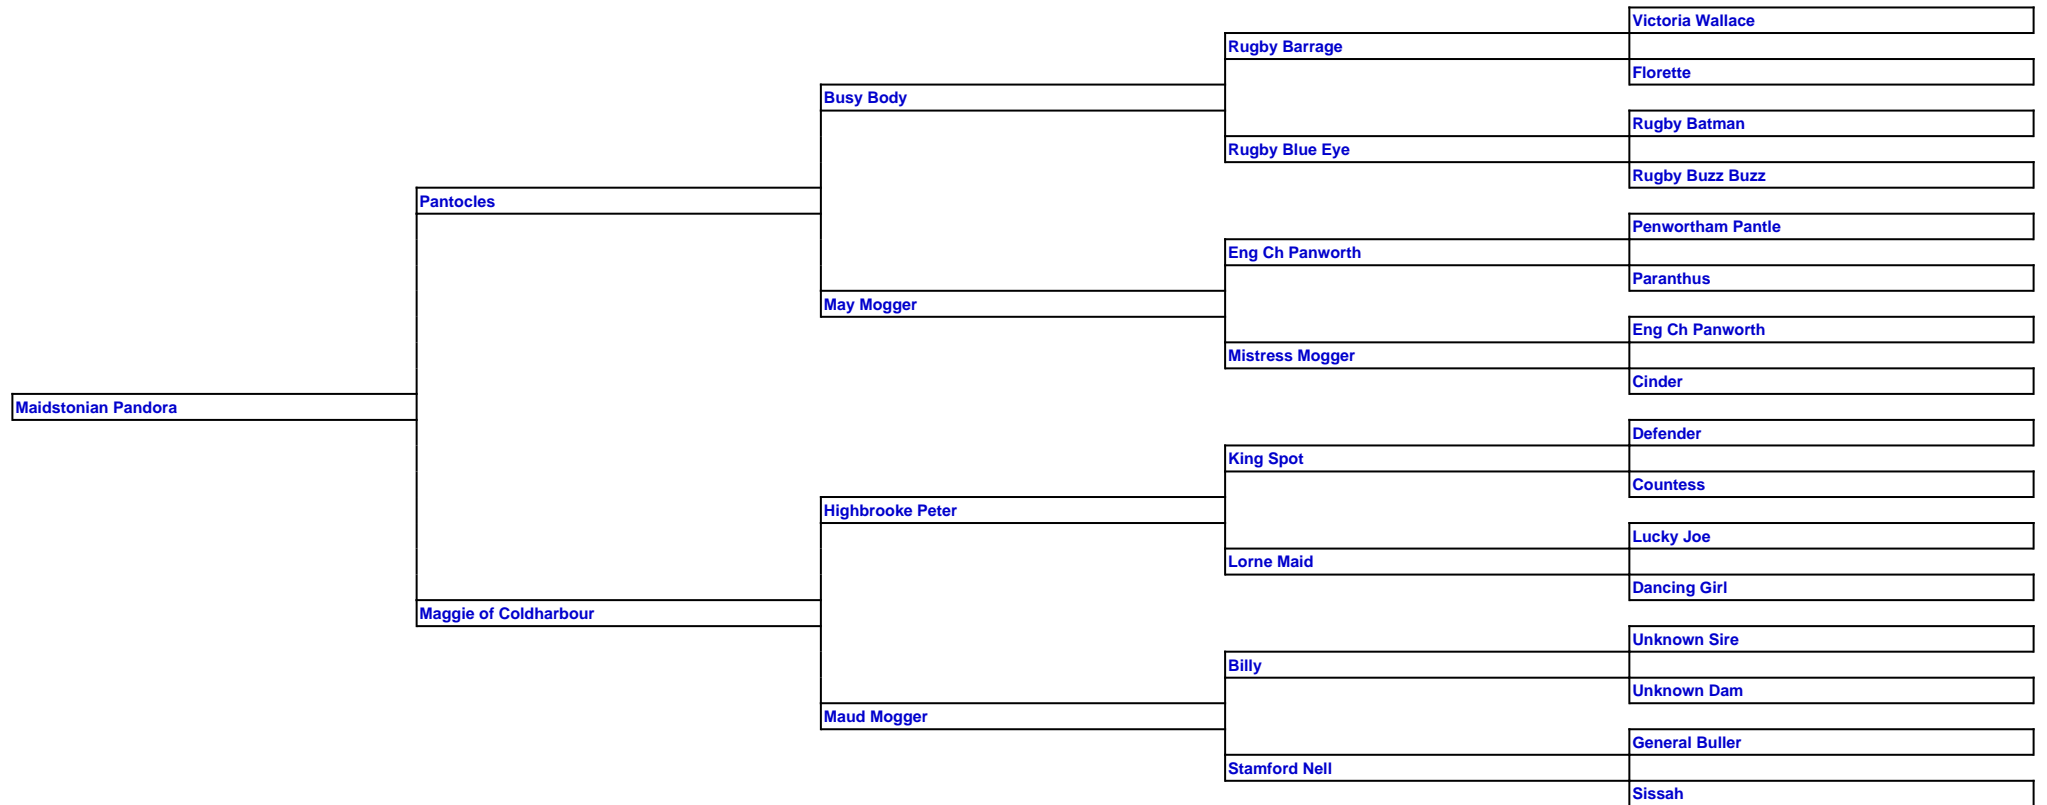 Victoria Wallace
Rugby Barrage
Florette
Busy Body
Rugby Batman
Rugby Blue Eye
Rugby Buzz Buzz
Pantocles
Penwortham Pantle
Eng Ch Panworth
Paranthus
May Mogger
Eng Ch Panworth
Mistress Mogger
Cinder
Maidstonian Pandora
Defender
King Spot
Countess
Highbrooke Peter
Lucky Joe
Lorne Maid
Dancing Girl
Maggie of Coldharbour
Unknown Sire
Billy
Unknown Dam
Maud Mogger
General Buller
Stamford Nell
Sissah